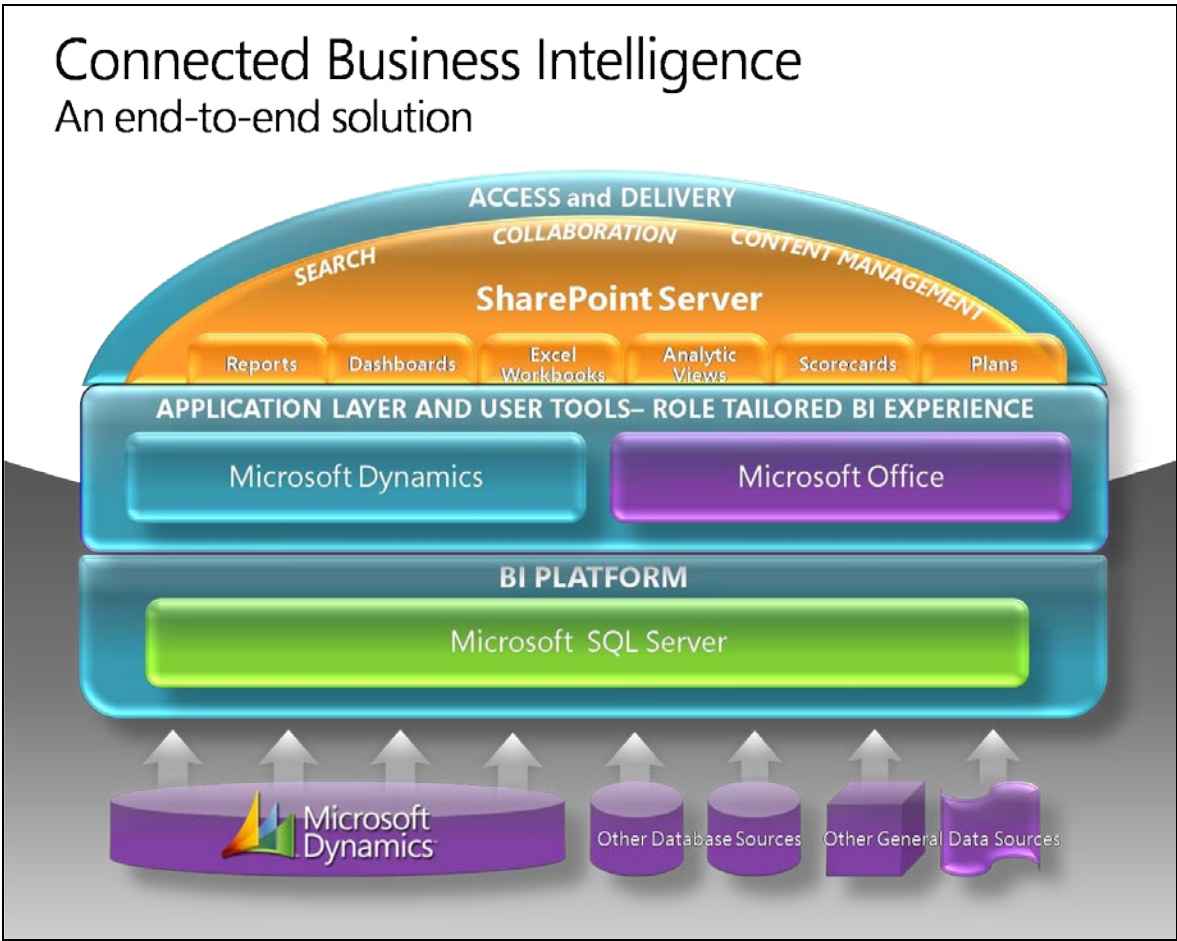 Connected Business Intelligence
An end-to-end solution
ACCESS and DELIVERY
SEARCH
COLLABORATION
CONTENT MANAGEMENT
SharePoint Server
Reports
Dashboards
Excel
Workbooks
Analytic
Views
Scorecards
Plans
APPLICATION LAYER AND USER TOOLS– ROLE TAILORED BI EXPERIENCE
Microsoft Dynamics
Microsoft Office
BI PLATFORM
Microsoft SQL Server
Microsoft
Dynamics
Other Database Sources
Other General Data Sources